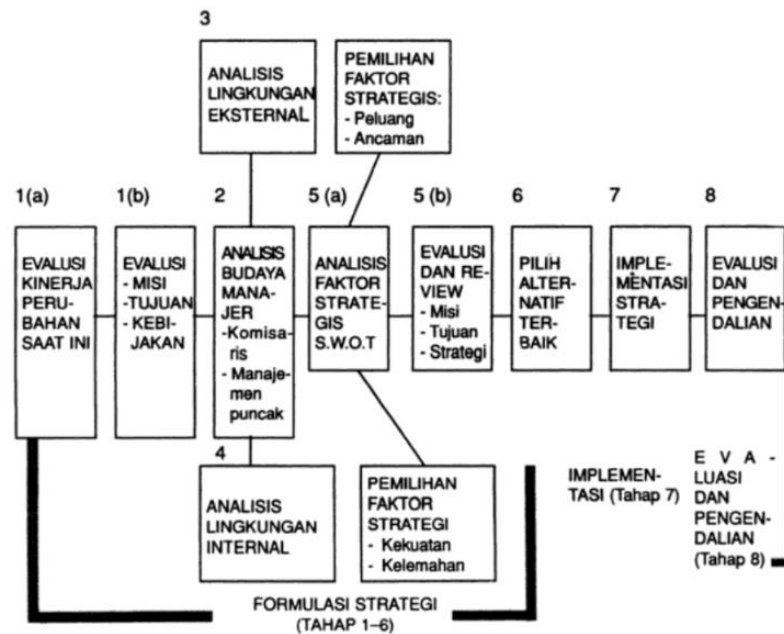 3
ANALISIS
LINGKUNGAN
EKSTERNAL
PEMILIHAN
FAKTOR
STRATEGIS:
- Peluang
- Ancaman
1(a)
EVALUSI
KINERJA
PERU-
BAHAN
SAAT INI
1(b)
EVALUSI
- MISI
-TUJUAN
- KEBI-
JAKAN
2
ANALISIS
BUDAYA
MANA-
JER
-Komisa-
ris
- Manaje-
men
puncak
5 (a)
ANALISIS
FAKTOR
STRATE-
GIS
S.W.O.T
5 (b)
EVALUSI
DAN RE-
VIEW
- Misi
- Tujuan
- Strategi
6
PILIH
ALTER-
NATIF
TER-
BAIK
7
IMPLE-
MENTASI
STRA-
TEGI
8
EVALUSI
DAN
PENGEN-
DALIAN
4
ANALISIS
LINGKUNGAN
INTERNAL
PEMILIHAN
FAKTOR
STRATEGI
- Kekuatan
- Kelemahan
FORMULASI STRATEGI
(TAHAP 1–6)
IMPLEMEN-
TASI (Tahap 7)
E V A -
LUASI
DAN
PENGEN-
DALIAN
(Tahap 8)